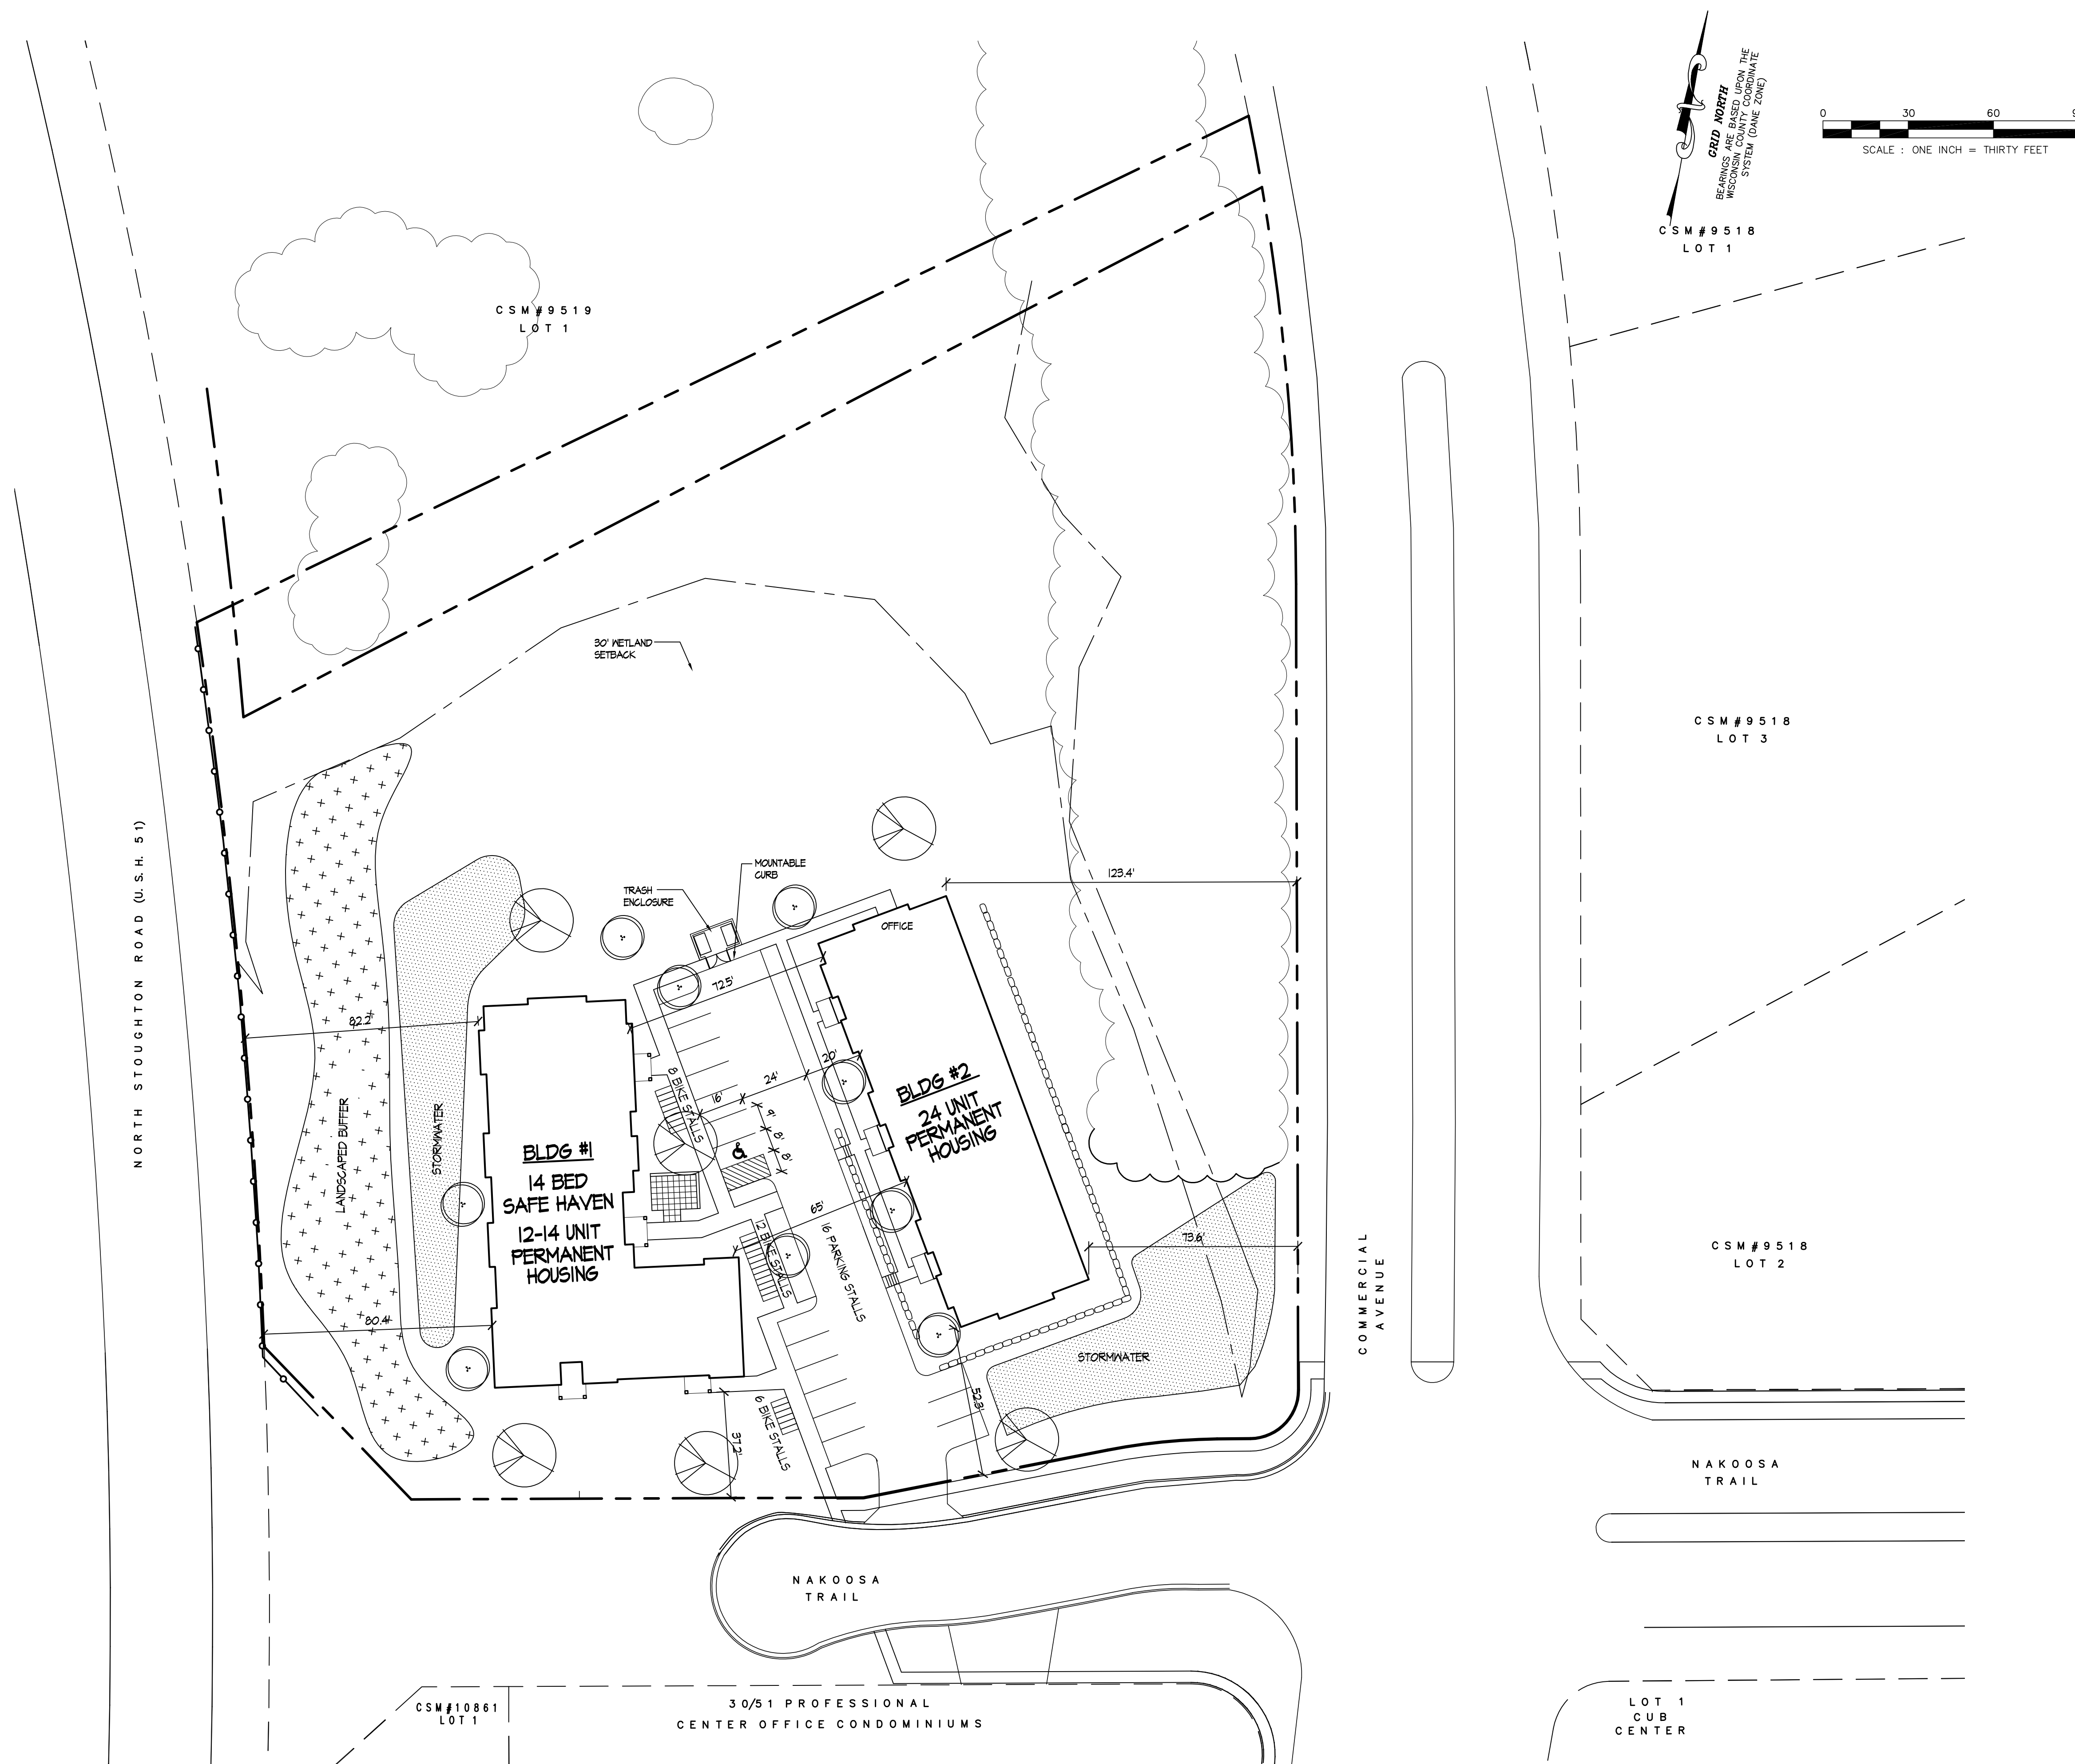 GRID NORTH
BEARINGS ARE BASED UPON THE
WISCONSIN COUNTY COORDINATE
SYSTEM (DANE ZONE)
0 30 60 9
SCALE : ONE INCH = THIRTY FEET
CSM#9518
LOT 1
CSM#9519
LOT 1
30' WETLAND
SETBACK
CSM#9518
LOT 3
NORTH STOUGHTON ROAD (U.S.H. 51)
MOUNTABLE
CURB
TRASH
ENCLOSURE
123.4'
OFFICE
72.5'
82.2'
20'
24'
16'
9'
8'
8'
8 BIKE STALLS
BLDG #2
24 UNIT
PERMANENT
HOUSING
LANDSCAPED BUFFER
STORMWATER
BLDG #1
14 BED
SAFE HAVEN
12-14 UNIT
PERMANENT
HOUSING
65'
12 BIKE STALLS
16 PARKING STALLS
73.6'
COMMERCIAL
AVENUE
CSM#9518
LOT 2
80.4'
STORMWATER
52.3'
6 BIKE STALLS
37.2'
NAKOOSA
TRAIL
NAKOOSA
TRAIL
CSM#10861
LOT 1
30/51 PROFESSIONAL
CENTER OFFICE CONDOMINIUMS
LOT 1
CUB
CENTER